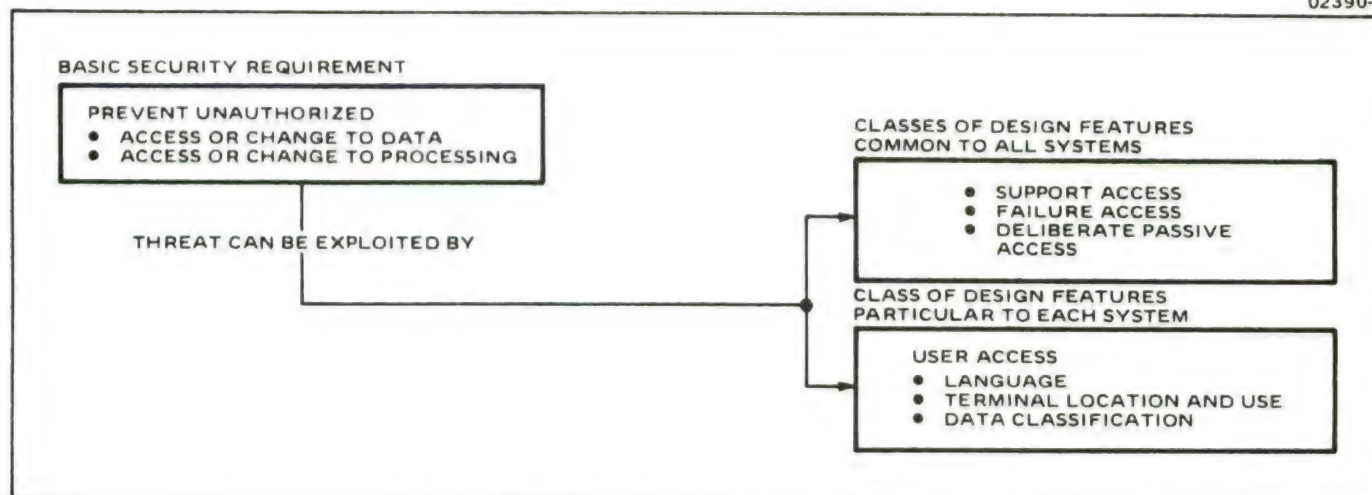 02390-
BASIC SECURITY REQUIREMENT
PREVENT UNAUTHORIZED
● ACCESS OR CHANGE TO DATA
● ACCESS OR CHANGE TO PROCESSING
THREAT CAN BE EXPLOITED BY
CLASSES OF DESIGN FEATURES
COMMON TO ALL SYSTEMS
● SUPPORT ACCESS
● FAILURE ACCESS
● DELIBERATE PASSIVE
ACCESS
CLASS OF DESIGN FEATURES
PARTICULAR TO EACH SYSTEM
USER ACCESS
● LANGUAGE
● TERMINAL LOCATION AND USE
● DATA CLASSIFICATION